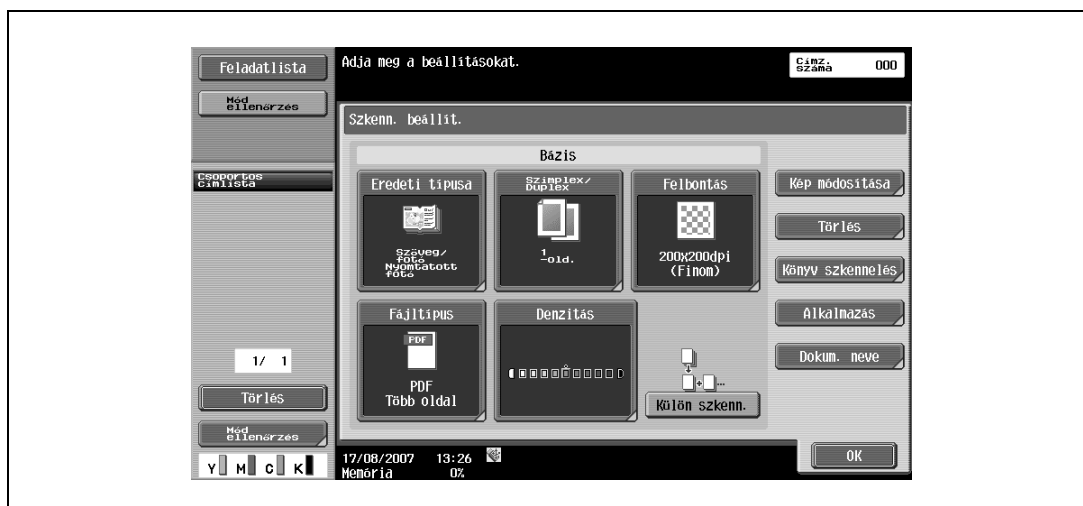 Feladatlista
Mód
ellenőrzés
Adja meg a beállításokat.
Címz.
száma 000
Szkenn. beállít.
Csoportos
címlista
Bázis
Eredeti típusa
Szöveg/
fotó
Nyomtatott
fotó
Szimplex/
Duplex
1
-old.
Felbontás
200x200dpi
(Finom)
Fájltípus
PDF
PDF
Több oldal
Denzitás
Külön szkenn.
Kép módosítása
Törlés
Könyv szkennelés
Alkalmazás
Dokum. neve
1/ 1
Törlés
Mód
ellenőrzés
Y M C K
17/08/2007 13:26
Memória 0%
OK